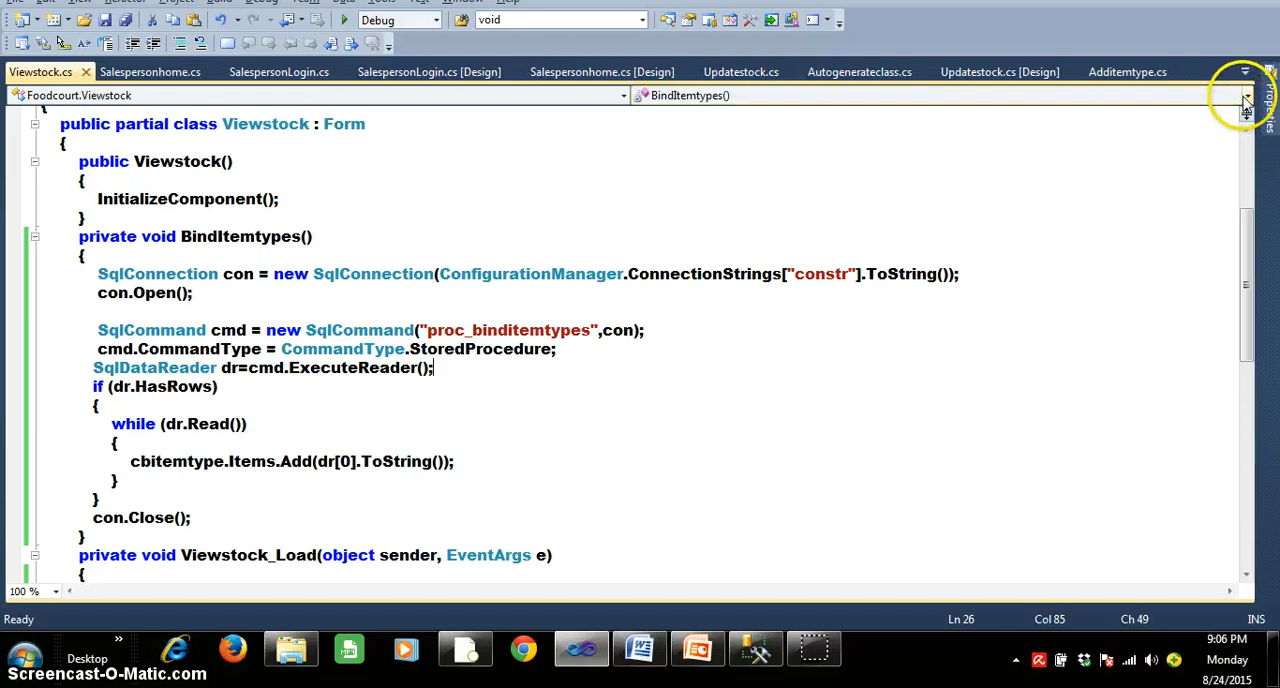 Debug
void
Viewstock.cs
Salespersonhome.cs
SalespersonLogin.cs
SalespersonLogin.cs [Design]
Salespersonhome.cs [Design]
Updatestock.cs
Autogenerateclass.cs
Updatestock.cs [Design]
Additemtype.cs
Foodcourt.Viewstock
BindItemtypes()
Properties
{
public partial class Viewstock : Form
{
public Viewstock()
{
InitializeComponent();
}
private void BindItemtypes()
{
SqlConnection con = new SqlConnection(ConfigurationManager.ConnectionStrings["constr"].ToString());
con.Open();
SqlCommand cmd = new SqlCommand("proc_binditemtypes",con);
cmd.CommandType = CommandType.StoredProcedure;
SqlDataReader dr=cmd.ExecuteReader();
if (dr.HasRows)
{
while (dr.Read())
{
cbitemtype.Items.Add(dr[0].ToString());
}
}
con.Close();
}
private void Viewstock_Load(object sender, EventArgs e)
{
100 %
Ready
Ln 26
Col 85
Ch 49
INS
Desktop
»
9:06 PM
Monday
8/24/2015
Screencast-O-Matic.com